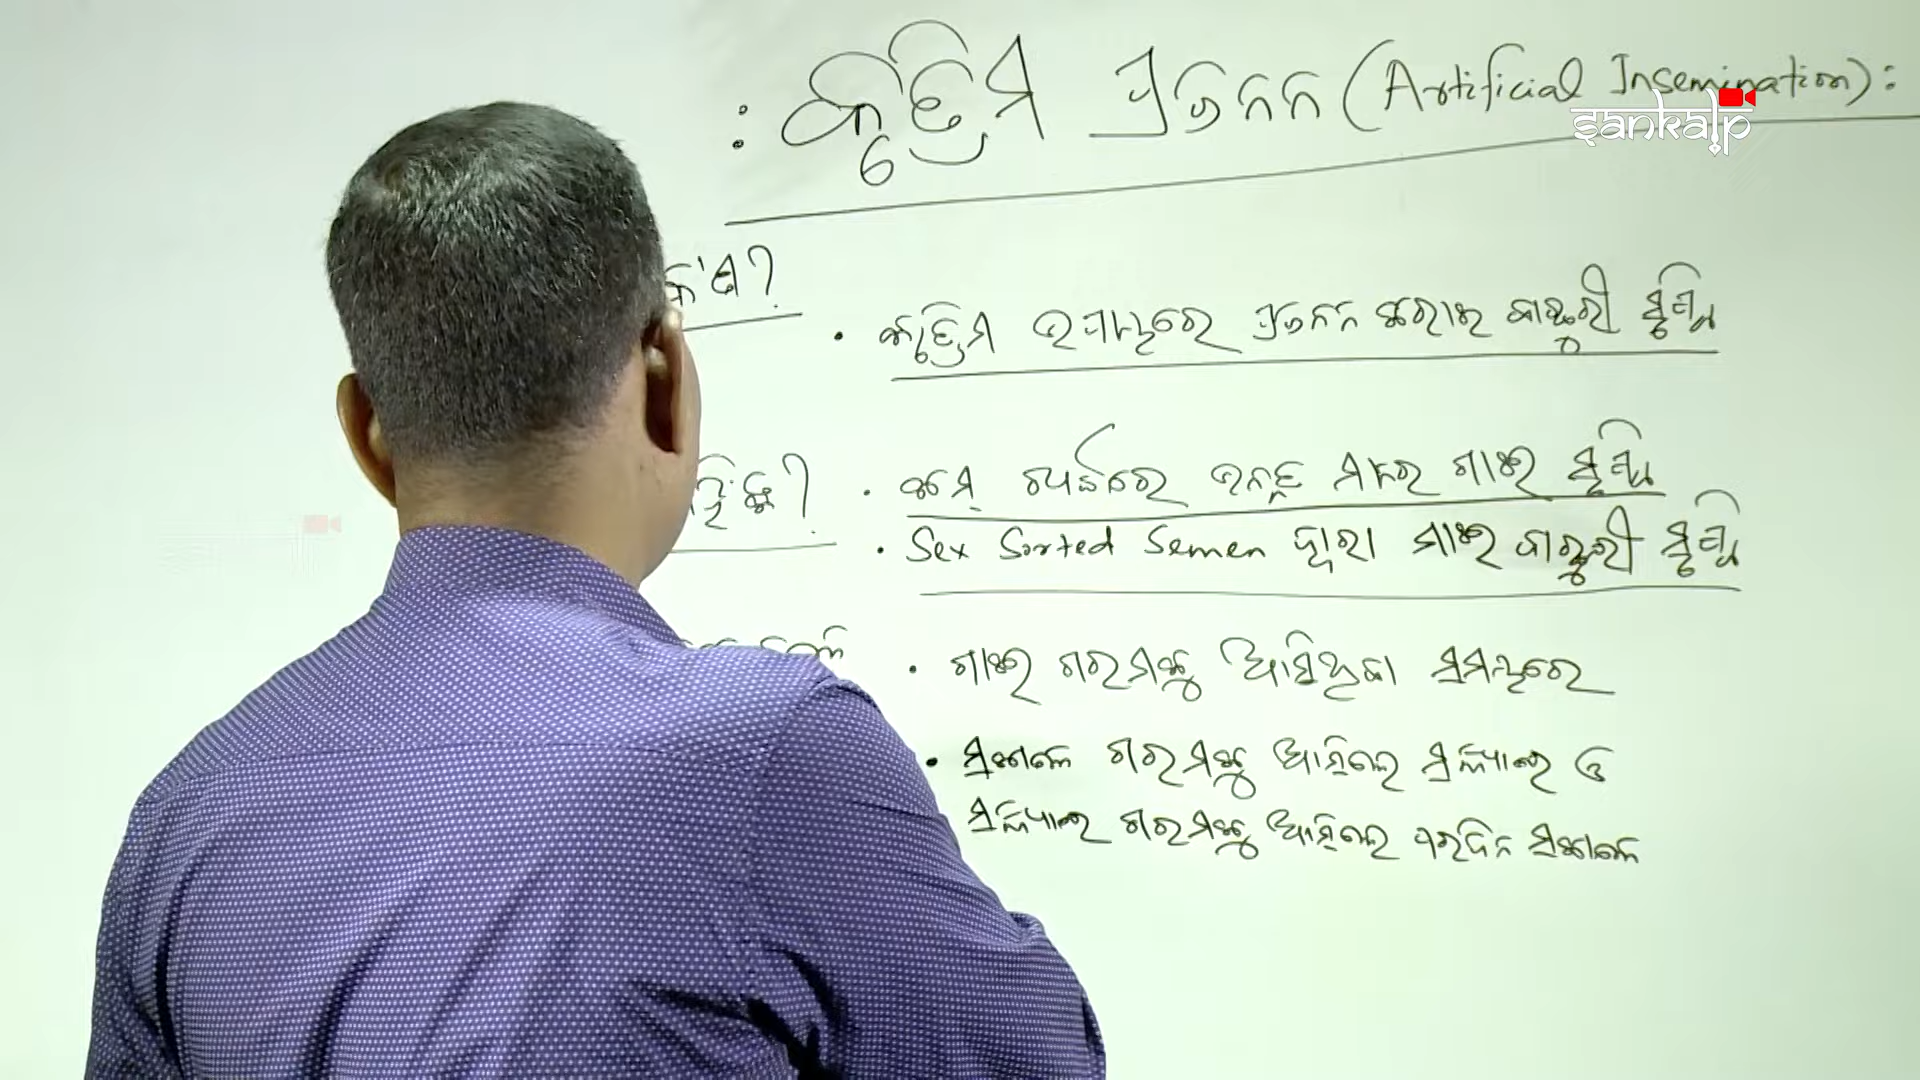 : କୃତ୍ରିମ ପ୍ରଜନନ (Artificial Insemination) :
sankalp
କ'ଣ ?
• କୃତ୍ରିମ ଉପାୟରେ ପ୍ରଜନନ କରାଇ ବାଛୁରୀ ସୃଷ୍ଟି
• କମ୍ ଖର୍ଚ୍ଚରେ ଉନ୍ନତ ମାନର ଗାଈ ସୃଷ୍ଟି
• Sex Sorted Semen ଦ୍ୱାରା ମାଈ ବାଛୁରୀ ସୃଷ୍ଟି
• ଗାଈ ଗରମକୁ ଆସିଥିବା ସମୟରେ
• ସକାଳେ ଗରମକୁ ଆସିଲେ ସନ୍ଧ୍ୟାରେ ଓ
ସନ୍ଧ୍ୟାରେ ଗରମକୁ ଆସିଲେ ପରଦିନ ସକାଳେ